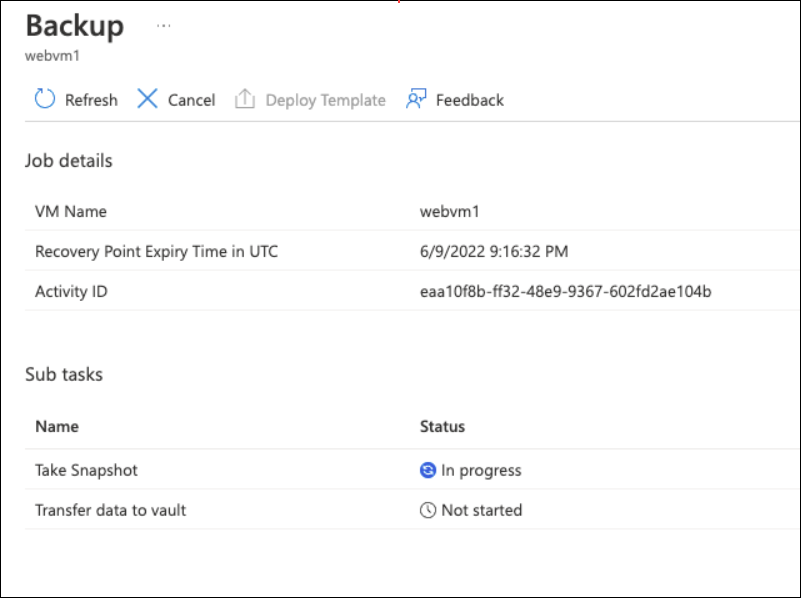 Backup ...
webvm1
Refresh Cancel Deploy Template Feedback
Job details
VM Name webvm1
Recovery Point Expiry Time in UTC 6/9/2022 9:16:32 PM
Activity ID eaa10f8b-ff32-48e9-9367-602fd2ae104b
Sub tasks
Name Status
Take Snapshot In progress
Transfer data to vault Not started